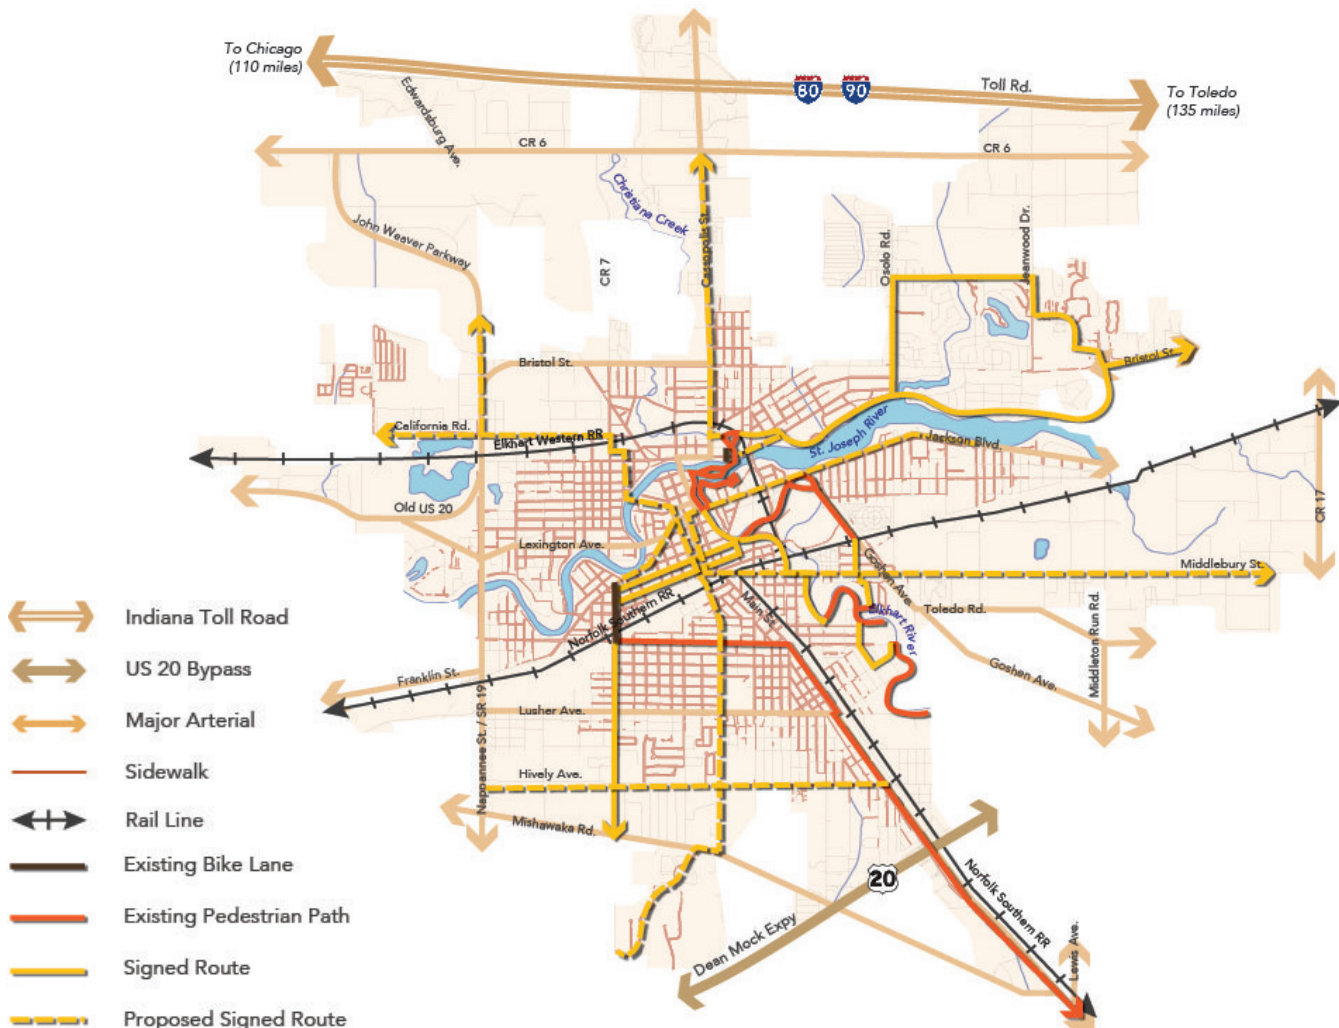 To Chicago
(110 miles)
80
90
Toll Rd.
To Toledo
(135 miles)
Edwardsburg Ave.
CR 6
CR 6
Christiana Creek
John Weaver Parkway
CR 7
Cassopolis St.
Osolo Rd.
Jeanwood Dr.
Bristol St.
Bristol St.
California Rd.
Elkhart Western RR
St. Joseph River
Jackson Blvd.
Old US 20
CR 17
Lexington Ave.
Goshen Ave.
Middlebury St.
Norfolk Southern RR
Main St.
Elkhart River
Toledo Rd.
Middleton Run Rd.
Goshen Ave.
Franklin St.
Nappannee St. / SR 19
Lusher Ave.
Hively Ave.
Mishawaka Rd.
20
Dean Mock Expy
Norfolk Southern RR
Lewis Ave.
Indiana Toll Road
US 20 Bypass
Major Arterial
Sidewalk
Rail Line
Existing Bike Lane
Existing Pedestrian Path
Signed Route
Proposed Signed Route